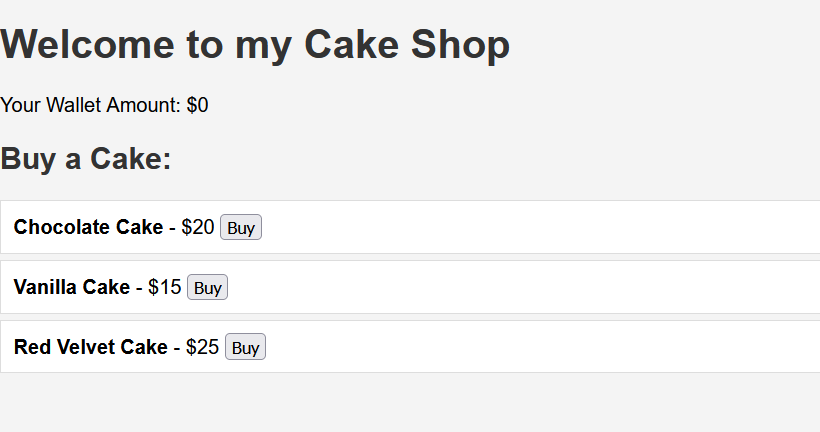 Welcome to my Cake Shop
Your Wallet Amount: $0
Buy a Cake:
Chocolate Cake - $20 Buy
Vanilla Cake - $15 Buy
Red Velvet Cake - $25 Buy